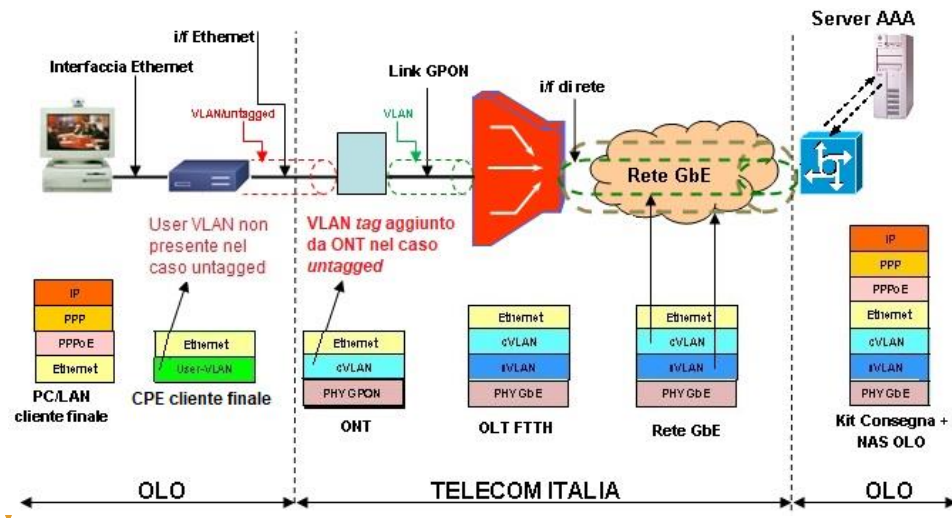 Server AAA
i/f Ethernet
Interfaccia Ethernet
Link GPON
i/f di rete
VLAN/untagged
VLAN
Rete GbE
User VLAN non
presente nel
caso untagged
VLAN tag aggiunto
da ONT nel caso
untagged
IP
PPP
PPPoE
Ethernet
PC/LAN
cliente finale
Ethernet
User-VLAN
CPE cliente finale
Ethernet
cVLAN
PHY GPON
ONT
Ethernet
cVLAN
sVLAN
PHY GbE
OLT FTTH
Ethernet
cVLAN
sVLAN
PHY GbE
Rete GbE
IP
PPP
PPPoE
Ethernet
cVLAN
sVLAN
PHY GbE
Kit Consegna +
NAS OLO
OLO
TELECOM ITALIA
OLO